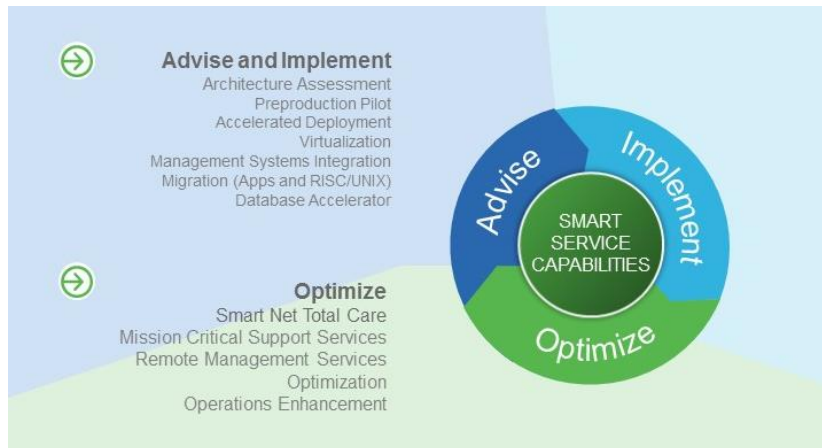 Advise and Implement
Architecture Assessment
Preproduction Pilot
Accelerated Deployment
Virtualization
Management Systems Integration
Migration (Apps and RISC/UNIX)
Database Accelerator
Optimize
Smart Net Total Care
Mission Critical Support Services
Remote Management Services
Optimization
Operations Enhancement
Advise
Implement
SMART
SERVICE
CAPABILITIES
Optimize